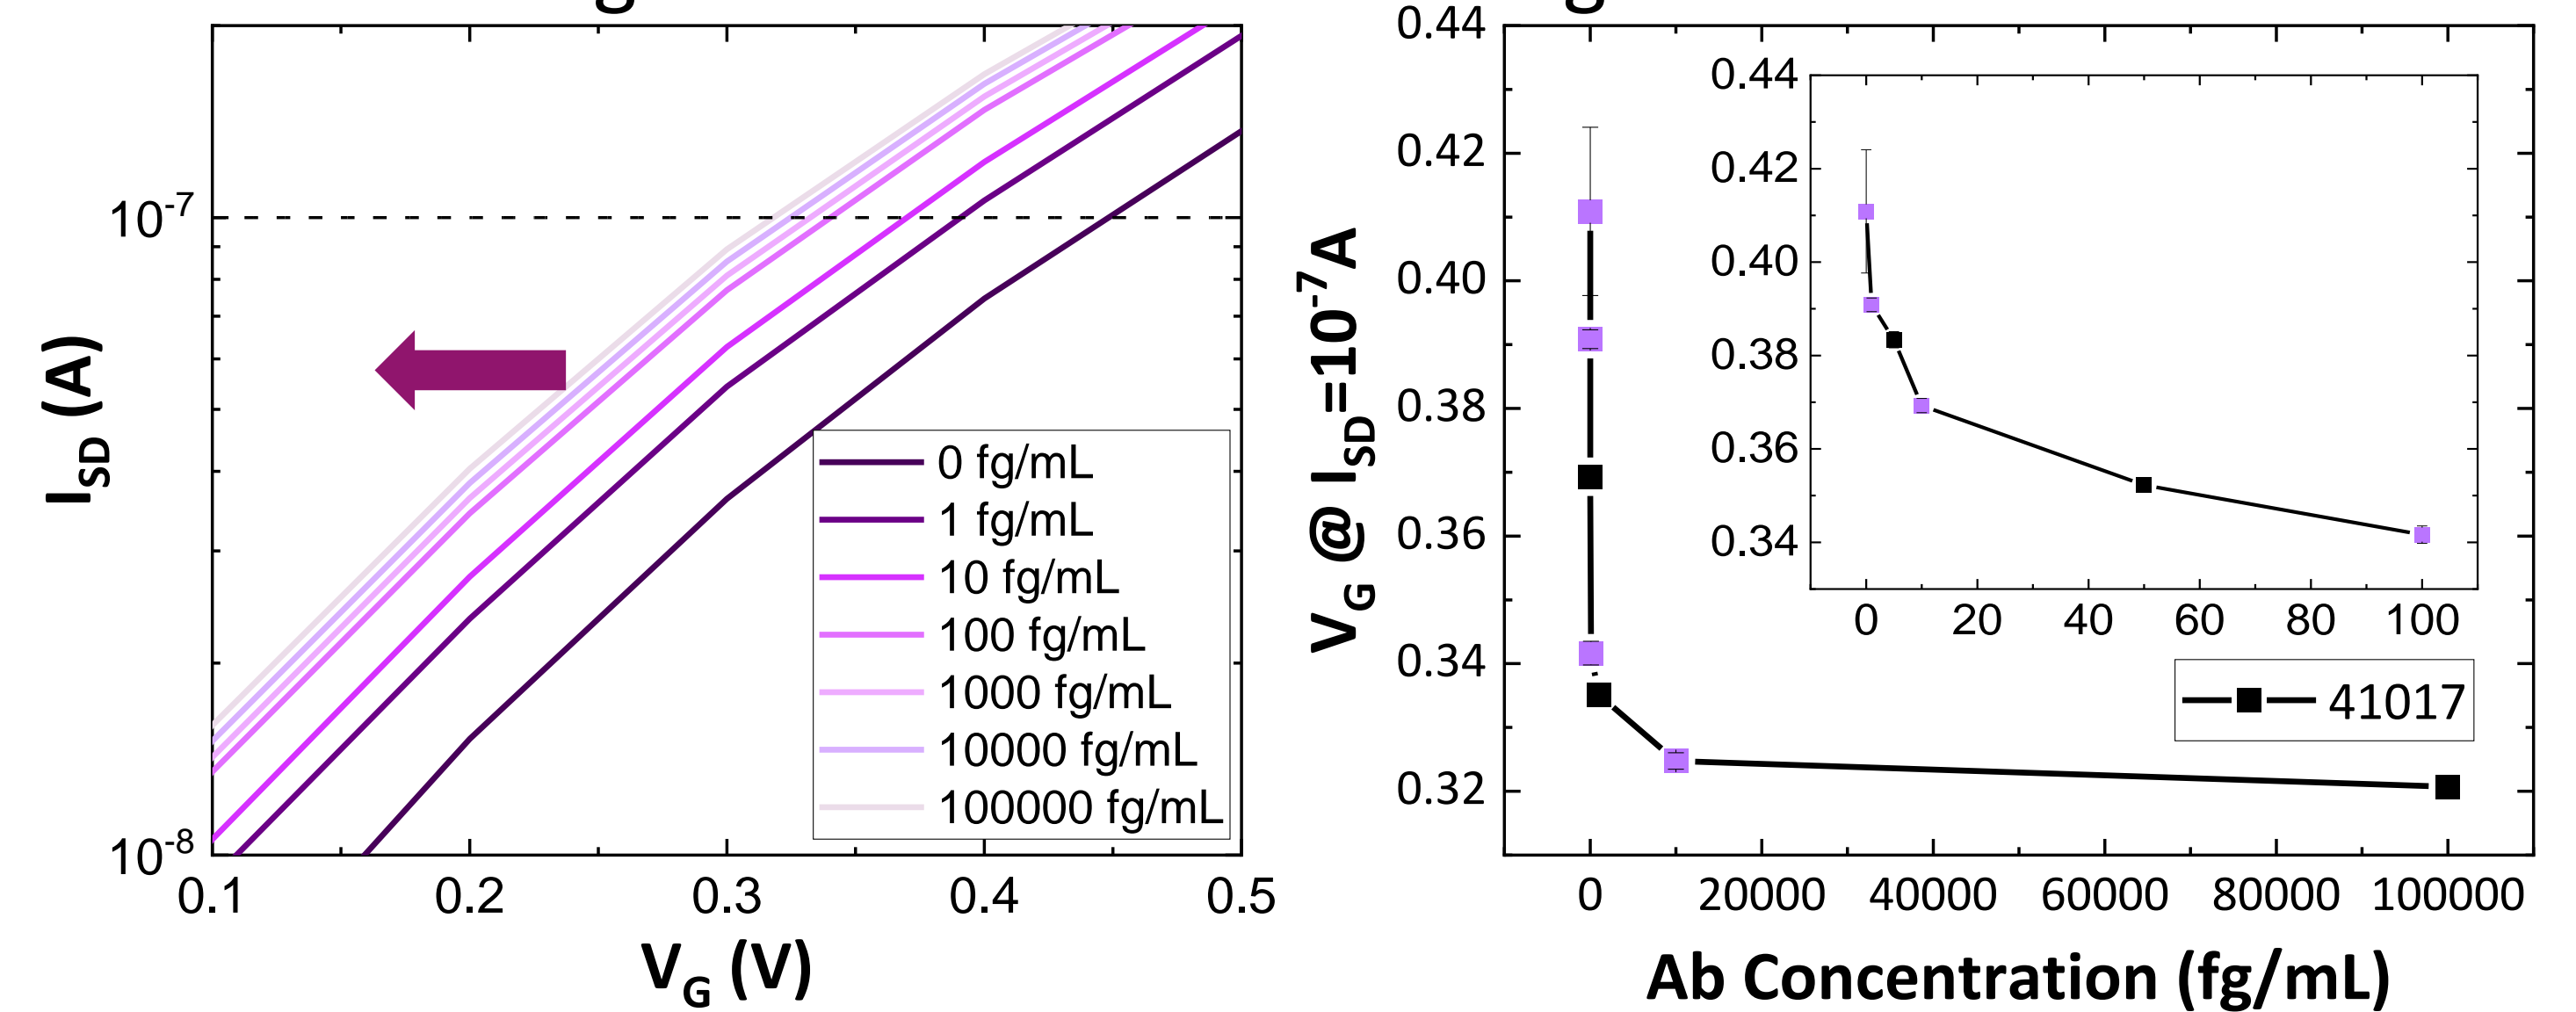 g
I_SD (A)
10^-7
10^-8
0.1 0.2 0.3 0.4 0.5
V_G (V)
0 fg/mL
1 fg/mL
10 fg/mL
100 fg/mL
1000 fg/mL
10000 fg/mL
100000 fg/mL
g
V_G @ I_SD=10^-7A
0.44
0.42
0.40
0.38
0.36
0.34
0.32
0 20000 40000 60000 80000 100000
Ab Concentration (fg/mL)
0.44
0.42
0.40
0.38
0.36
0.34
0 20 40 60 80 100
41017